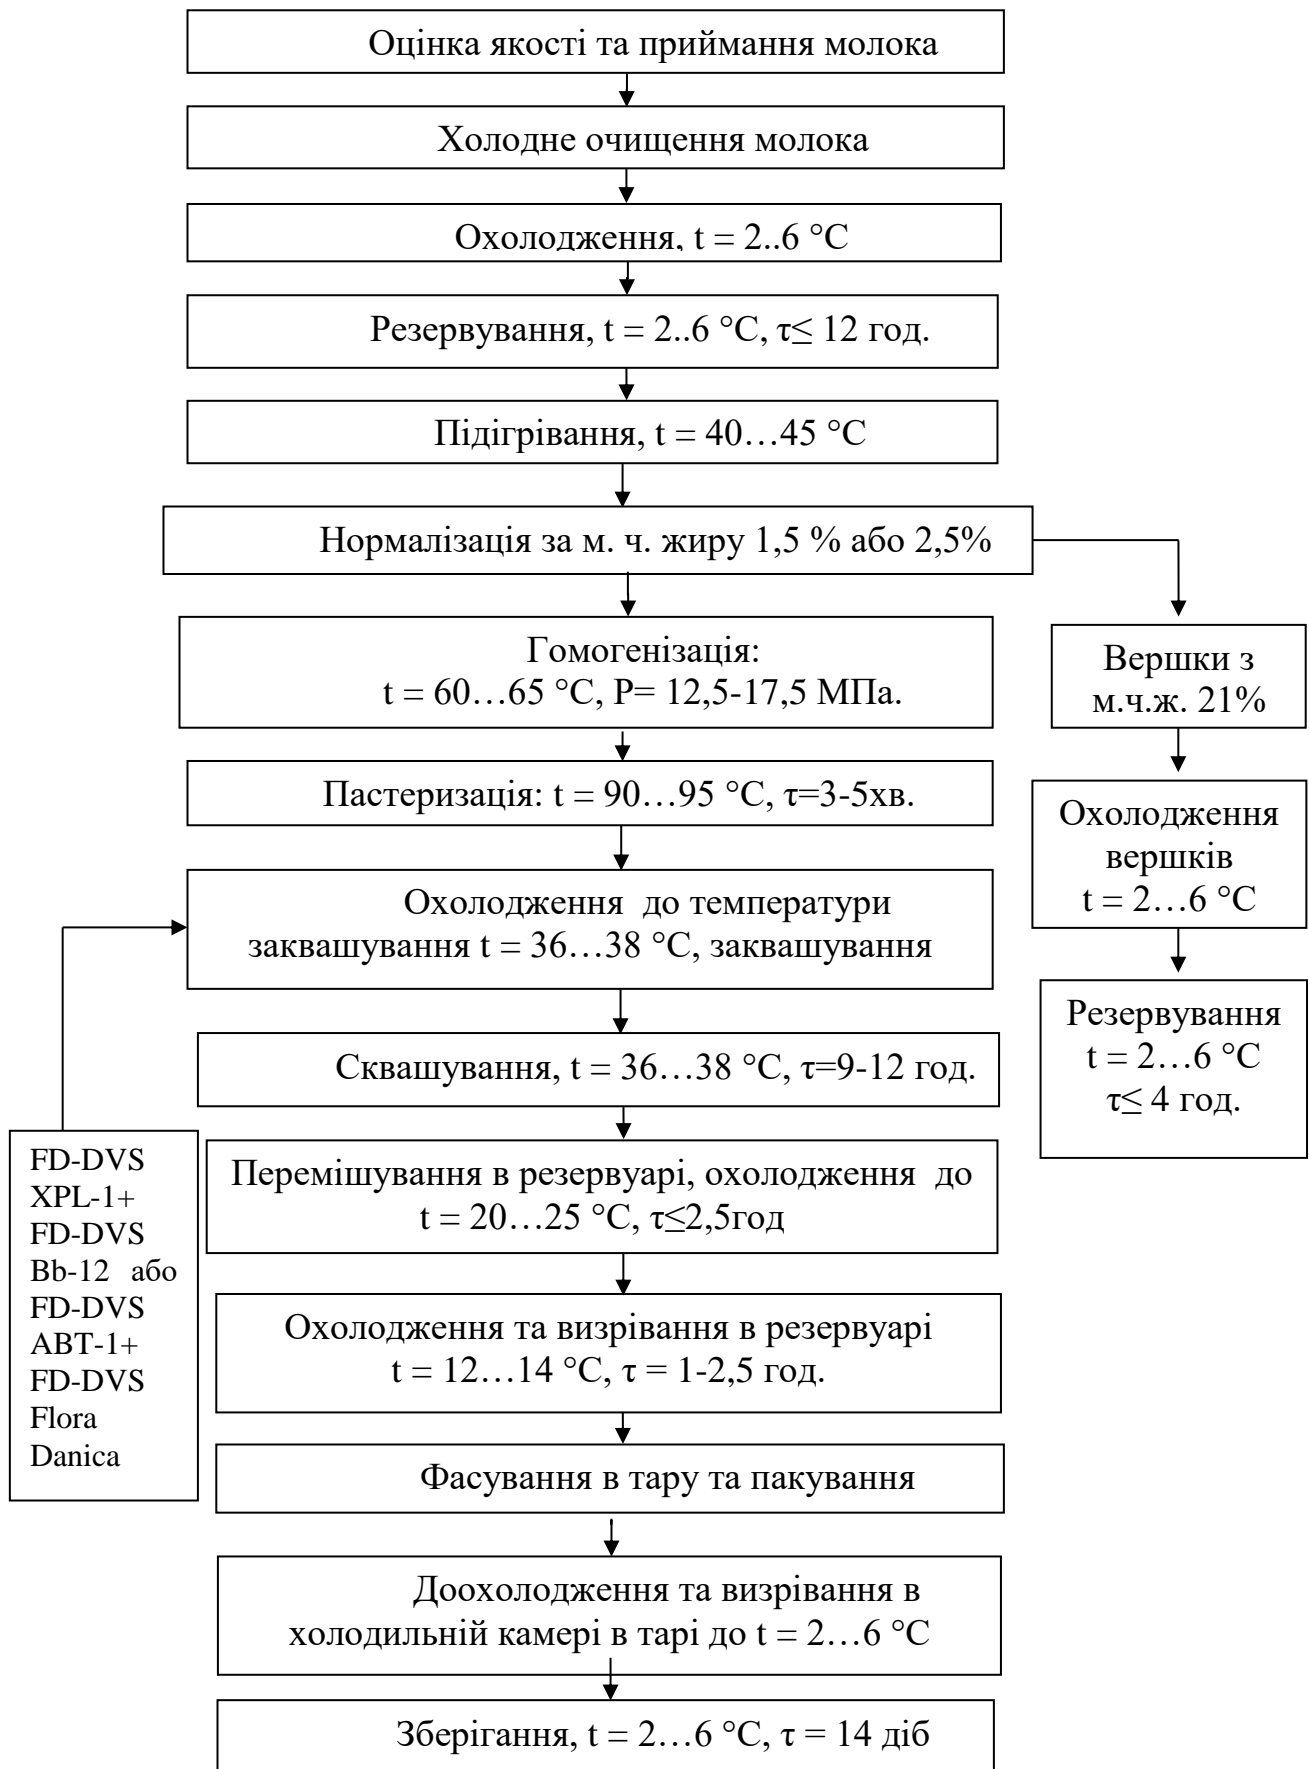 Оцінка якості та приймання молока
Холодне очищення молока
Охолодження, t = 2..6 °С
Резервування, t = 2..6 °С, τ≤ 12 год.
Підігрівання, t = 40…45 °С
Нормалізація за м. ч. жиру 1,5 % або 2,5%
Гомогенізація:
t = 60…65 °С, Р= 12,5-17,5 МПа.
Вершки з
м.ч.ж. 21%
Пастеризація: t = 90…95 °С, τ=3-5хв.
Охолодження
вершків
t = 2…6 °С
Охолодження до температури
заквашування t = 36…38 °С, заквашування
Резервування
t = 2…6 °С
τ≤ 4 год.
Сквашування, t = 36…38 °С, τ=9-12 год.
FD-DVS
XPL-1+
FD-DVS
Bb-12 або
FD-DVS
ABT-1+
FD-DVS
Flora
Danica
Перемішування в резервуарі, охолодження до
t = 20…25 °С, τ≤2,5год
Охолодження та визрівання в резервуарі
t = 12…14 °С, τ = 1-2,5 год.
Фасування в тару та пакування
Доохолодження та визрівання в
холодильній камері в тарі до t = 2…6 °С
Зберігання, t = 2…6 °С, τ = 14 діб